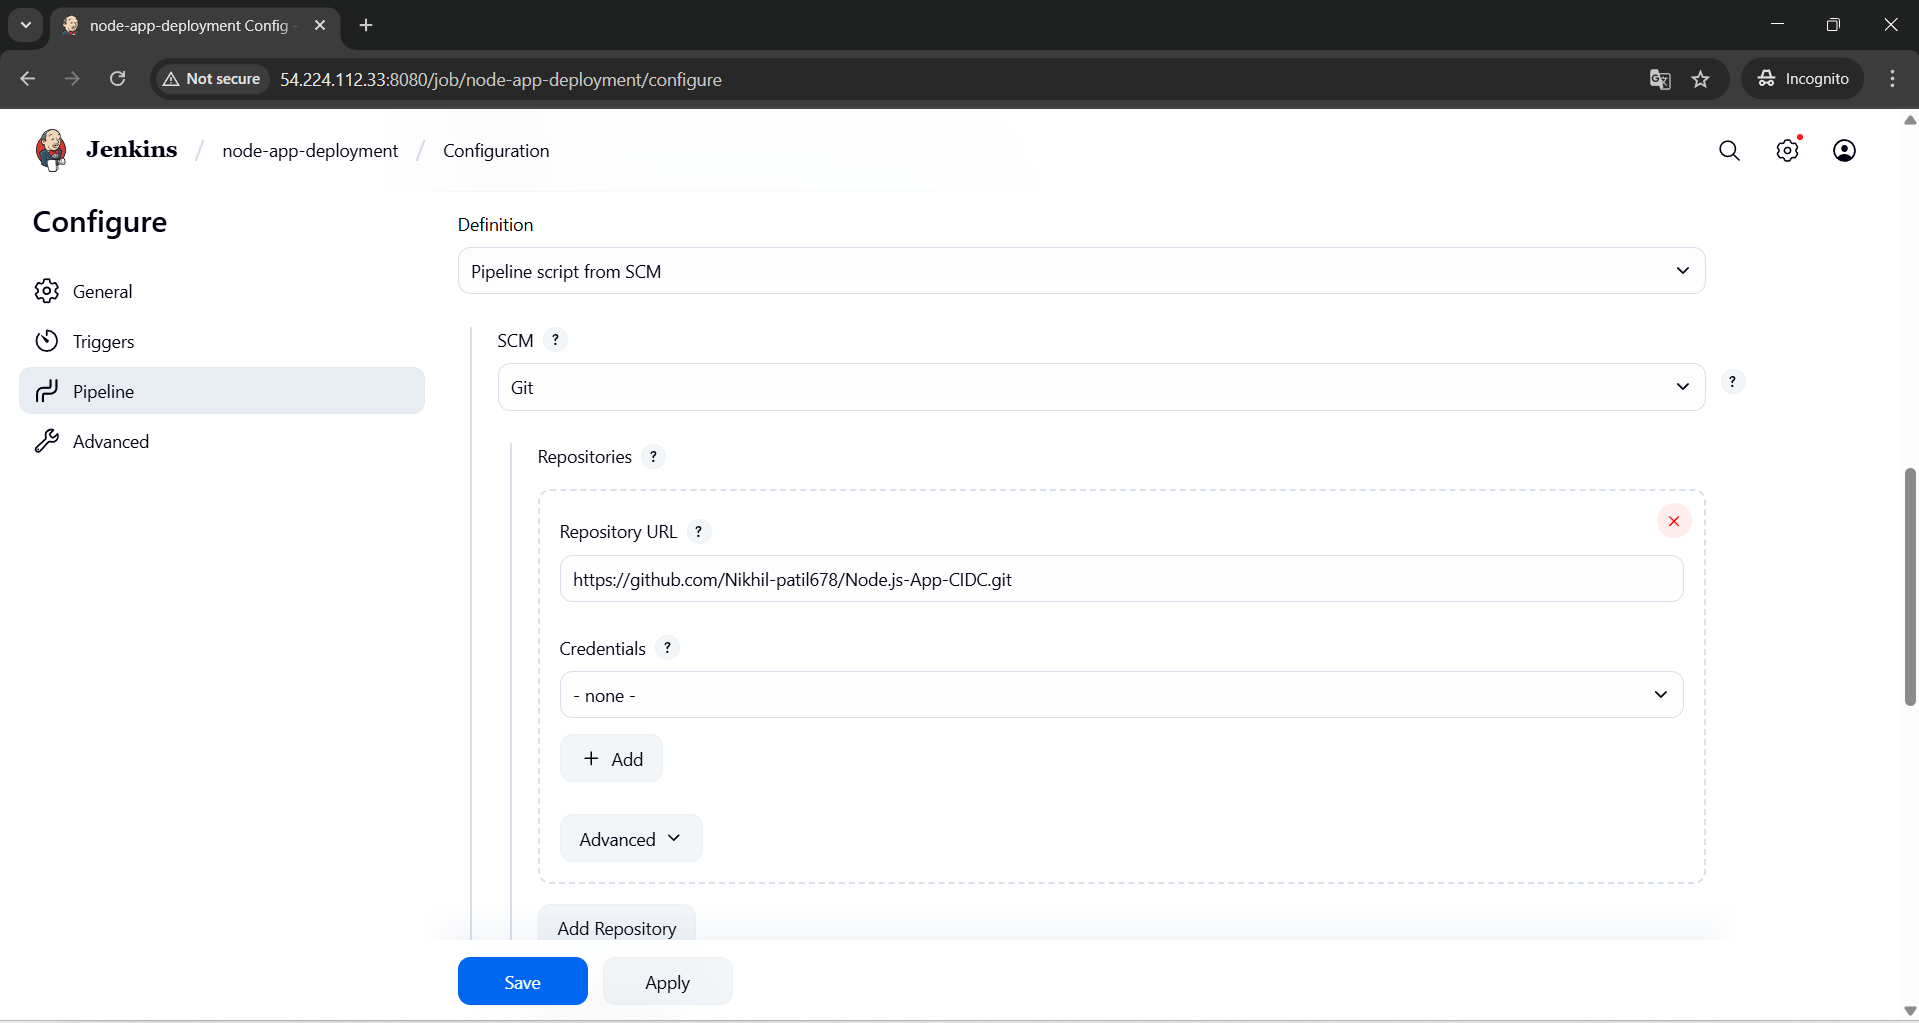 node-app-deployment Config -
Not secure
54.224.112.33:8080/job/node-app-deployment/configure
Incognito
Jenkins / node-app-deployment / Configuration
Configure
General
Triggers
Pipeline
Advanced
Definition
Pipeline script from SCM
SCM ?
Git
?
Repositories ?
Repository URL ?
https://github.com/Nikhil-patil678/Node.js-App-CIDC.git
Credentials ?
- none -
+ Add
Advanced
Add Repository
Save
Apply